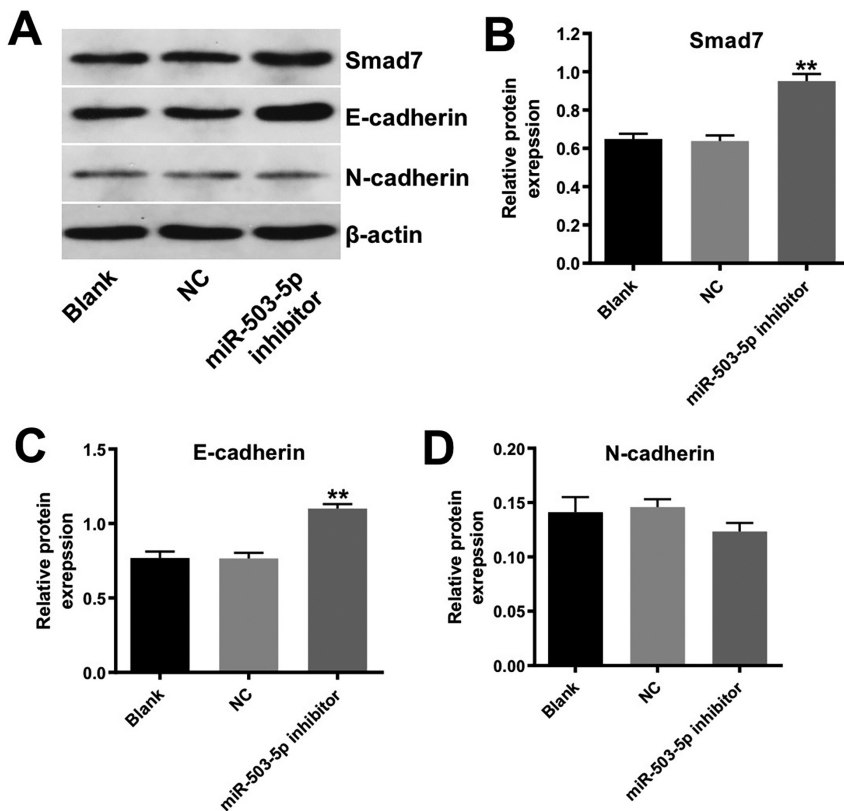 A
Smad7
E-cadherin
N-cadherin
β-actin
Blank
NC
miR-503-5p
inhibitor
B
Smad7
Relative protein
exrepssion
1.2
1.0
0.8
0.6
0.4
0.2
0.0
**
Blank
NC
miR-503-5p inhibitor
C
E-cadherin
Relative protein
exrepssion
1.5
1.0
0.5
0.0
**
Blank
NC
miR-503-5p inhibitor
D
N-cadherin
Relative protein
exrepssion
0.20
0.15
0.10
0.05
0.00
Blank
NC
miR-503-5p inhibitor